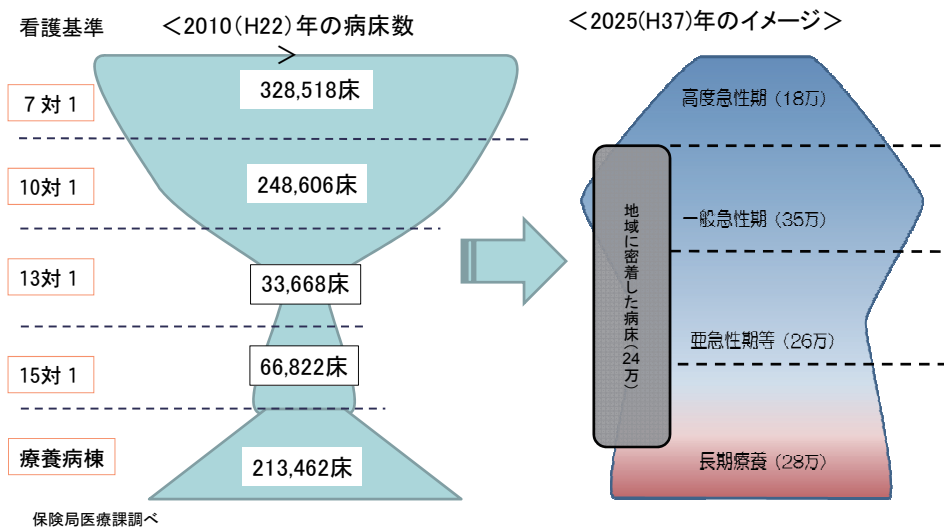 看護基準
<2010(H22)年の病床数
>
7対1
328,518床
10対1
248,606床
13対1
33,668床
15対1
66,822床
療養病棟
213,462床
保険局医療課調べ
<2025(H37)年のイメージ>
高度急性期(18万)
一般急性期(35万)
亜急性期等(26万)
長期療養(28万)
地域に密着した病床(24万)